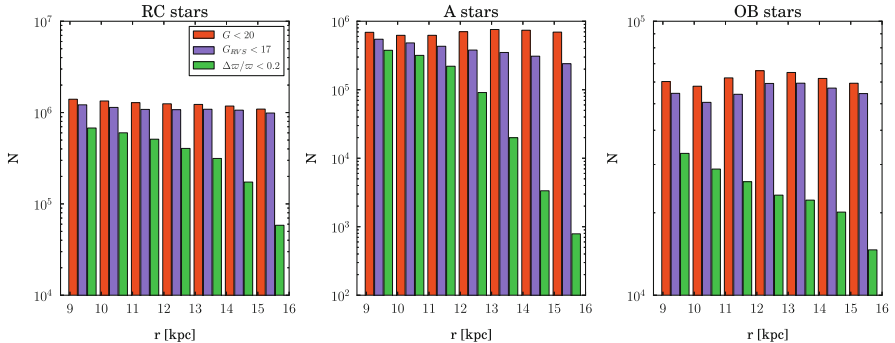 RC stars
A stars
OB stars
G < 20
G_RVS < 17
Δϖ/ϖ < 0.2
N
10^7
10^6
10^5
10^4
9 10 11 12 13 14 15 16
r [kpc]
N
10^6
10^5
10^4
10^3
10^2
9 10 11 12 13 14 15 16
r [kpc]
N
10^5
10^4
9 10 11 12 13 14 15 16
r [kpc]